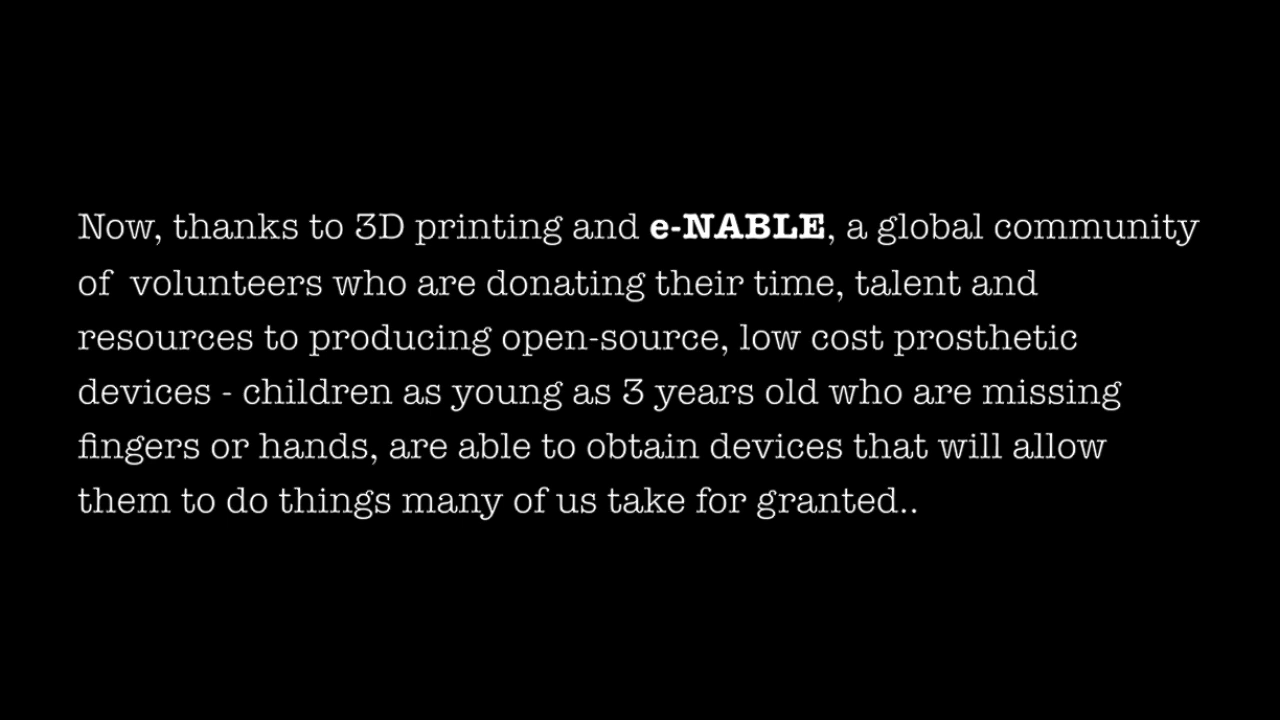 Now, thanks to 3D printing and e-NABLE, a global community
of  volunteers who are donating their time, talent and
resources to producing open-source, low cost prosthetic
devices - children as young as 3 years old who are missing
fingers or hands, are able to obtain devices that will allow
them to do things many of us take for granted..